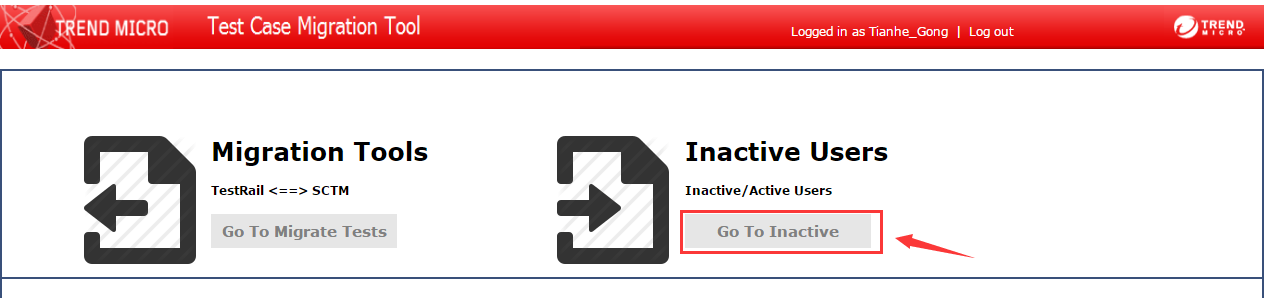 TREND MICRO Test Case Migration Tool
Logged in as Tianhe_Gong | Log out
TREND MICRO
Migration Tools
TestRail <==> SCTM
Go To Migrate Tests
Inactive Users
Inactive/Active Users
Go To Inactive